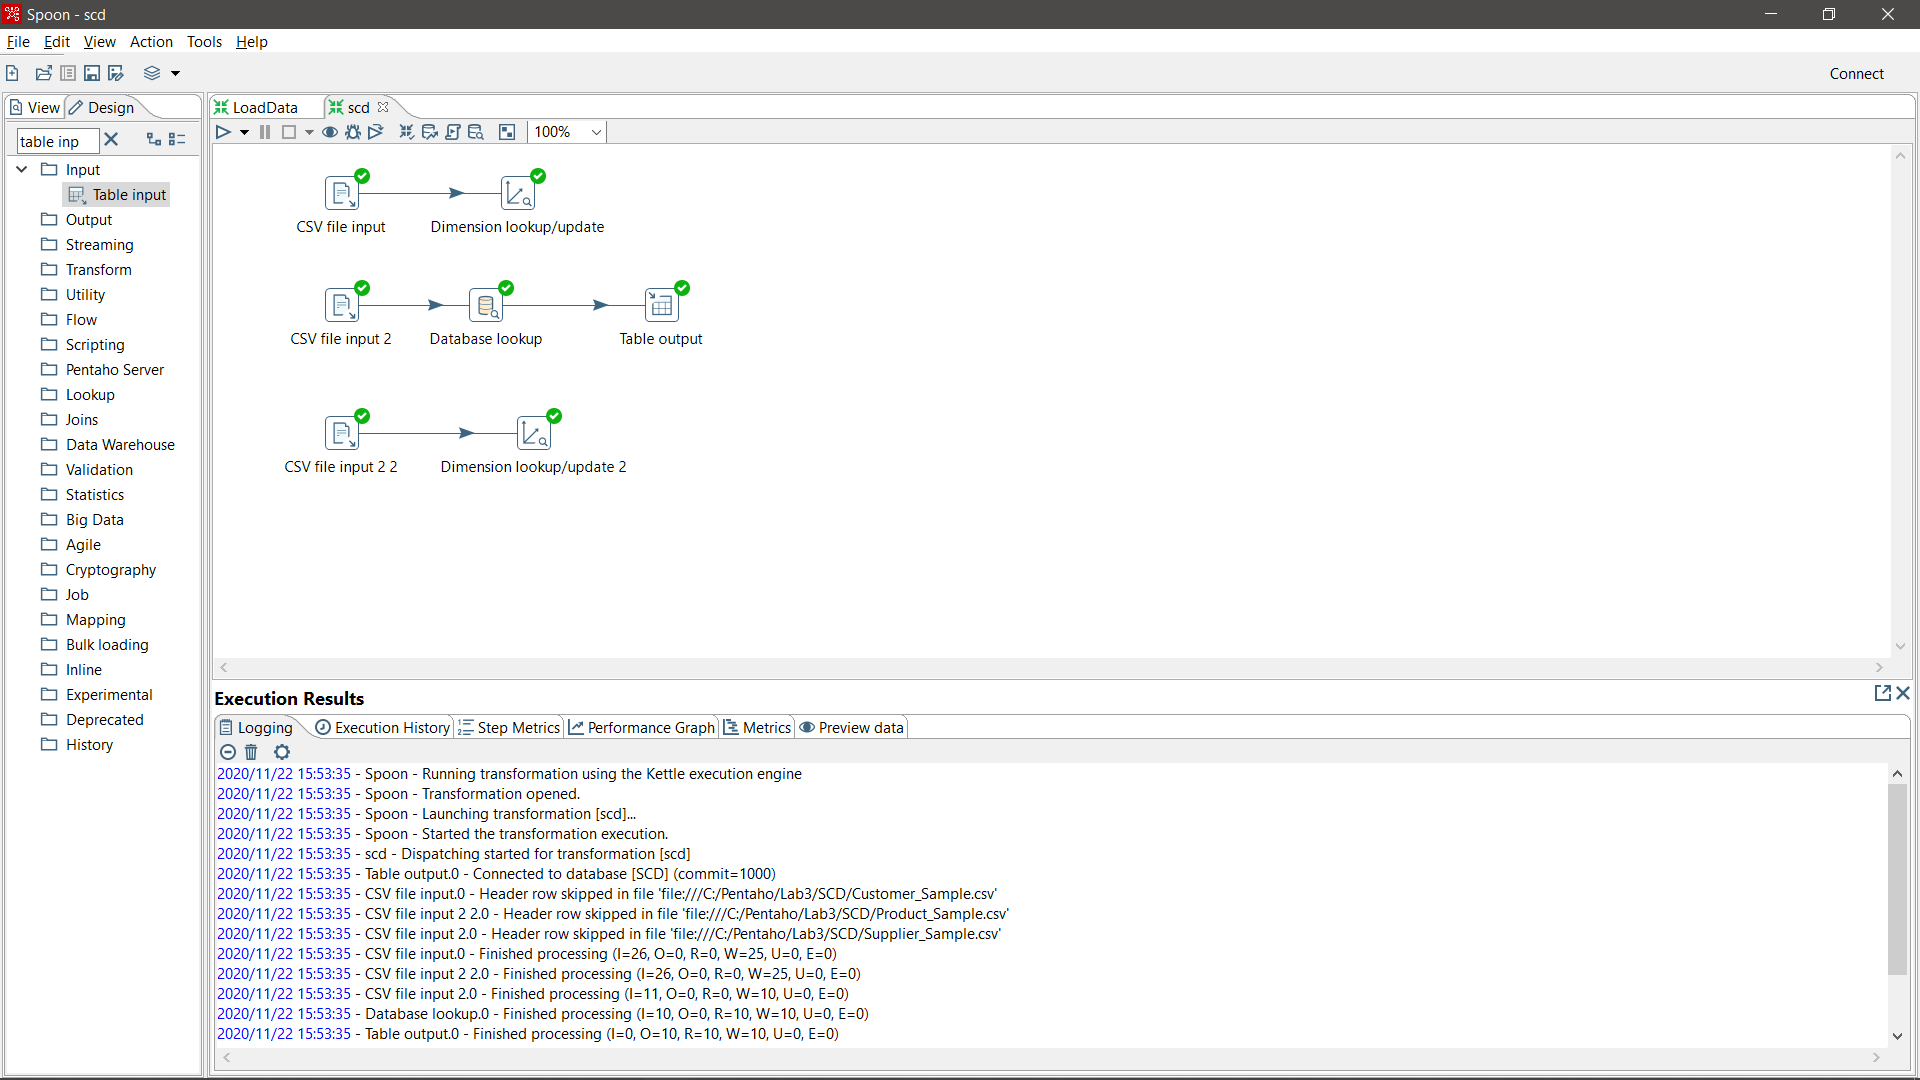 Spoon - scd
File Edit View Action Tools Help
Connect
View Design
table inp
Input
Table input
Output
Streaming
Transform
Utility
Flow
Scripting
Pentaho Server
Lookup
Joins
Data Warehouse
Validation
Statistics
Big Data
Agile
Cryptography
Job
Mapping
Bulk loading
Inline
Experimental
Deprecated
History
LoadData scd
100%
CSV file input Dimension lookup/update
CSV file input 2 Database lookup Table output
CSV file input 2 2 Dimension lookup/update 2
Execution Results
Logging Execution History Step Metrics Performance Graph Metrics Preview data
2020/11/22 15:53:35 - Spoon - Running transformation using the Kettle execution engine
2020/11/22 15:53:35 - Spoon - Transformation opened.
2020/11/22 15:53:35 - Spoon - Launching transformation [scd]...
2020/11/22 15:53:35 - Spoon - Started the transformation execution.
2020/11/22 15:53:35 - scd - Dispatching started for transformation [scd]
2020/11/22 15:53:35 - Table output.0 - Connected to database [SCD] (commit=1000)
2020/11/22 15:53:35 - CSV file input.0 - Header row skipped in file 'file:///C:/Pentaho/Lab3/SCD/Customer_Sample.csv'
2020/11/22 15:53:35 - CSV file input 2 2.0 - Header row skipped in file 'file:///C:/Pentaho/Lab3/SCD/Product_Sample.csv'
2020/11/22 15:53:35 - CSV file input 2.0 - Header row skipped in file 'file:///C:/Pentaho/Lab3/SCD/Supplier_Sample.csv'
2020/11/22 15:53:35 - CSV file input.0 - Finished processing (I=26, O=0, R=0, W=25, U=0, E=0)
2020/11/22 15:53:35 - CSV file input 2 2.0 - Finished processing (I=26, O=0, R=0, W=25, U=0, E=0)
2020/11/22 15:53:35 - CSV file input 2.0 - Finished processing (I=11, O=0, R=0, W=10, U=0, E=0)
2020/11/22 15:53:35 - Database lookup.0 - Finished processing (I=10, O=0, R=10, W=10, U=0, E=0)
2020/11/22 15:53:35 - Table output.0 - Finished processing (I=0, O=10, R=10, W=10, U=0, E=0)